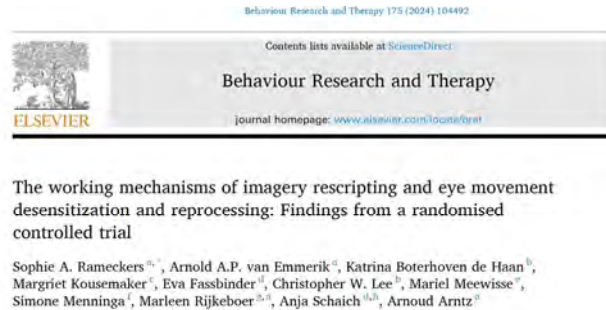 Behaviour Research and Therapy 175 (2024) 104492
Contents lists available at ScienceDirect
Behaviour Research and Therapy
ELSEVIER
journal homepage: www.elsevier.com/locate/brat
The working mechanisms of imagery rescripting and eye movement
desensitization and reprocessing: Findings from a randomised
controlled trial
Sophie A. Rameckers a, *, Arnold A.P. van Emmerik a, Katrina Boterhoven de Haan b,
Margriet Kousemaker c, Eva Fassbinder d, Christopher W. Lee b, Mariel Meewisse e,
Simone Menninga f, Marleen Rijkeboer g, Anja Schaich d,h, Arnoud Arntz a